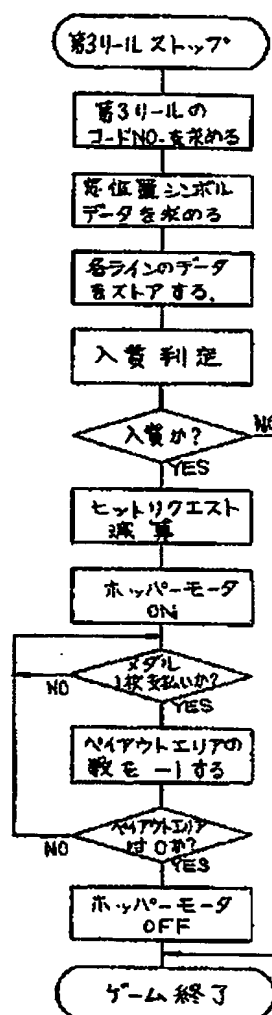 第3リールストップ
第3リールの
コードNO.を求める
窓位置シンボル
データを求める
各ラインのデータ
をストアする.
入賞判定
入賞か?
NO
YES
ヒットリクエスト
減算
ホッパーモータ
ON
メダル
1枚支払いか?
NO
YES
ペイアウトエリアの
数を-1する
ペイアウトエリア
は0か?
NO
YES
ホッパーモータ
OFF
ゲーム終了